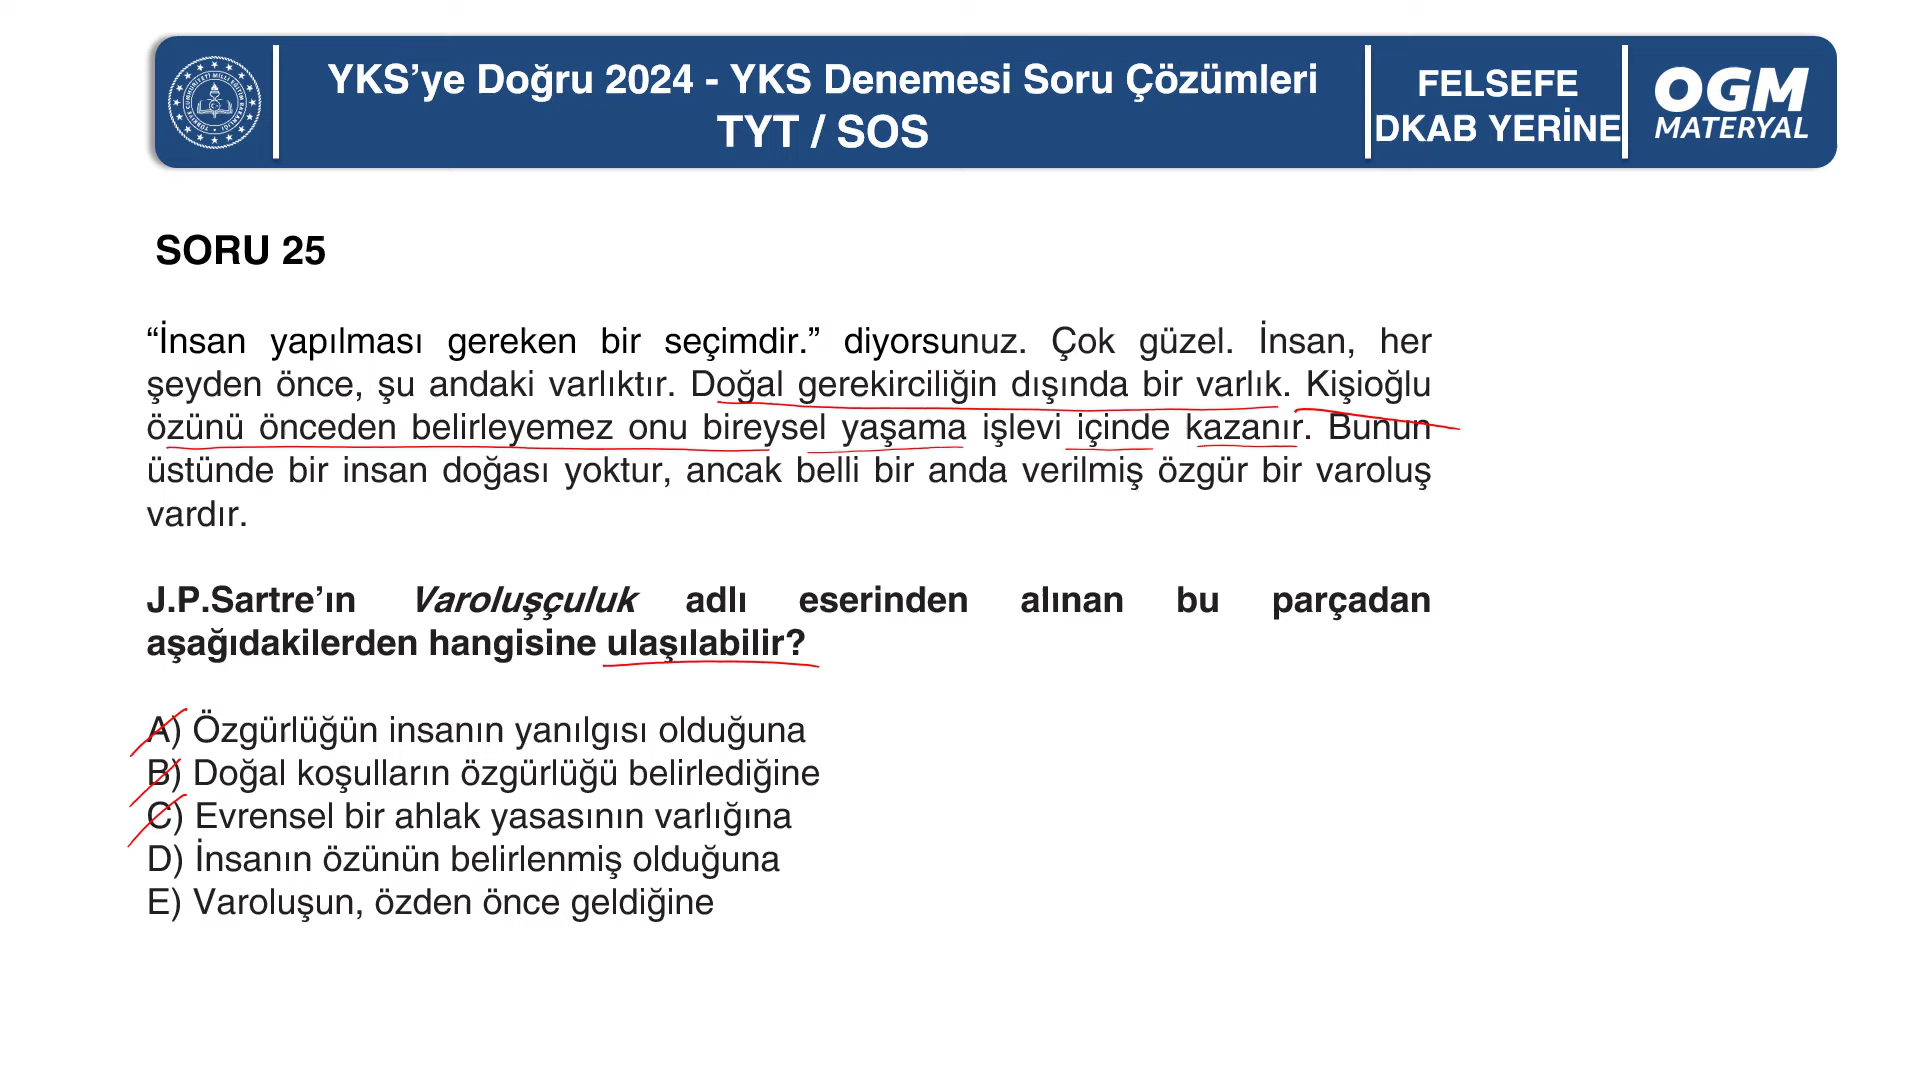 YKS’ye Doğru 2024 - YKS Denemesi Soru Çözümleri
TYT / SOS
FELSEFE
DKAB YERİNE
OGM
MATERYAL
SORU 25
“İnsan yapılması gereken bir seçimdir.” diyorsunuz. Çok güzel. İnsan, her
şeyden önce, şu andaki varlıktır. Doğal gerekirciliğin dışında bir varlık. Kişioğlu
özünü önceden belirleyemez onu bireysel yaşama işlevi içinde kazanır. Bunun
üstünde bir insan doğası yoktur, ancak belli bir anda verilmiş özgür bir varoluş
vardır.
J.P.Sartre’ın Varoluşçuluk adlı eserinden alınan bu parçadan
aşağıdakilerden hangisine ulaşılabilir?
A) Özgürlüğün insanın yanılgısı olduğuna
B) Doğal koşulların özgürlüğü belirlediğine
C) Evrensel bir ahlak yasasının varlığına
D) İnsanın özünün belirlenmiş olduğuna
E) Varoluşun, özden önce geldiğine